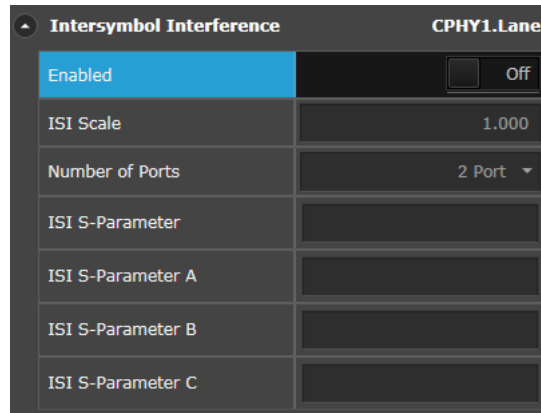 Intersymbol Interference CPHY1.Lane
Enabled Off
ISI Scale 1.000
Number of Ports 2 Port
ISI S-Parameter
ISI S-Parameter A
ISI S-Parameter B
ISI S-Parameter C